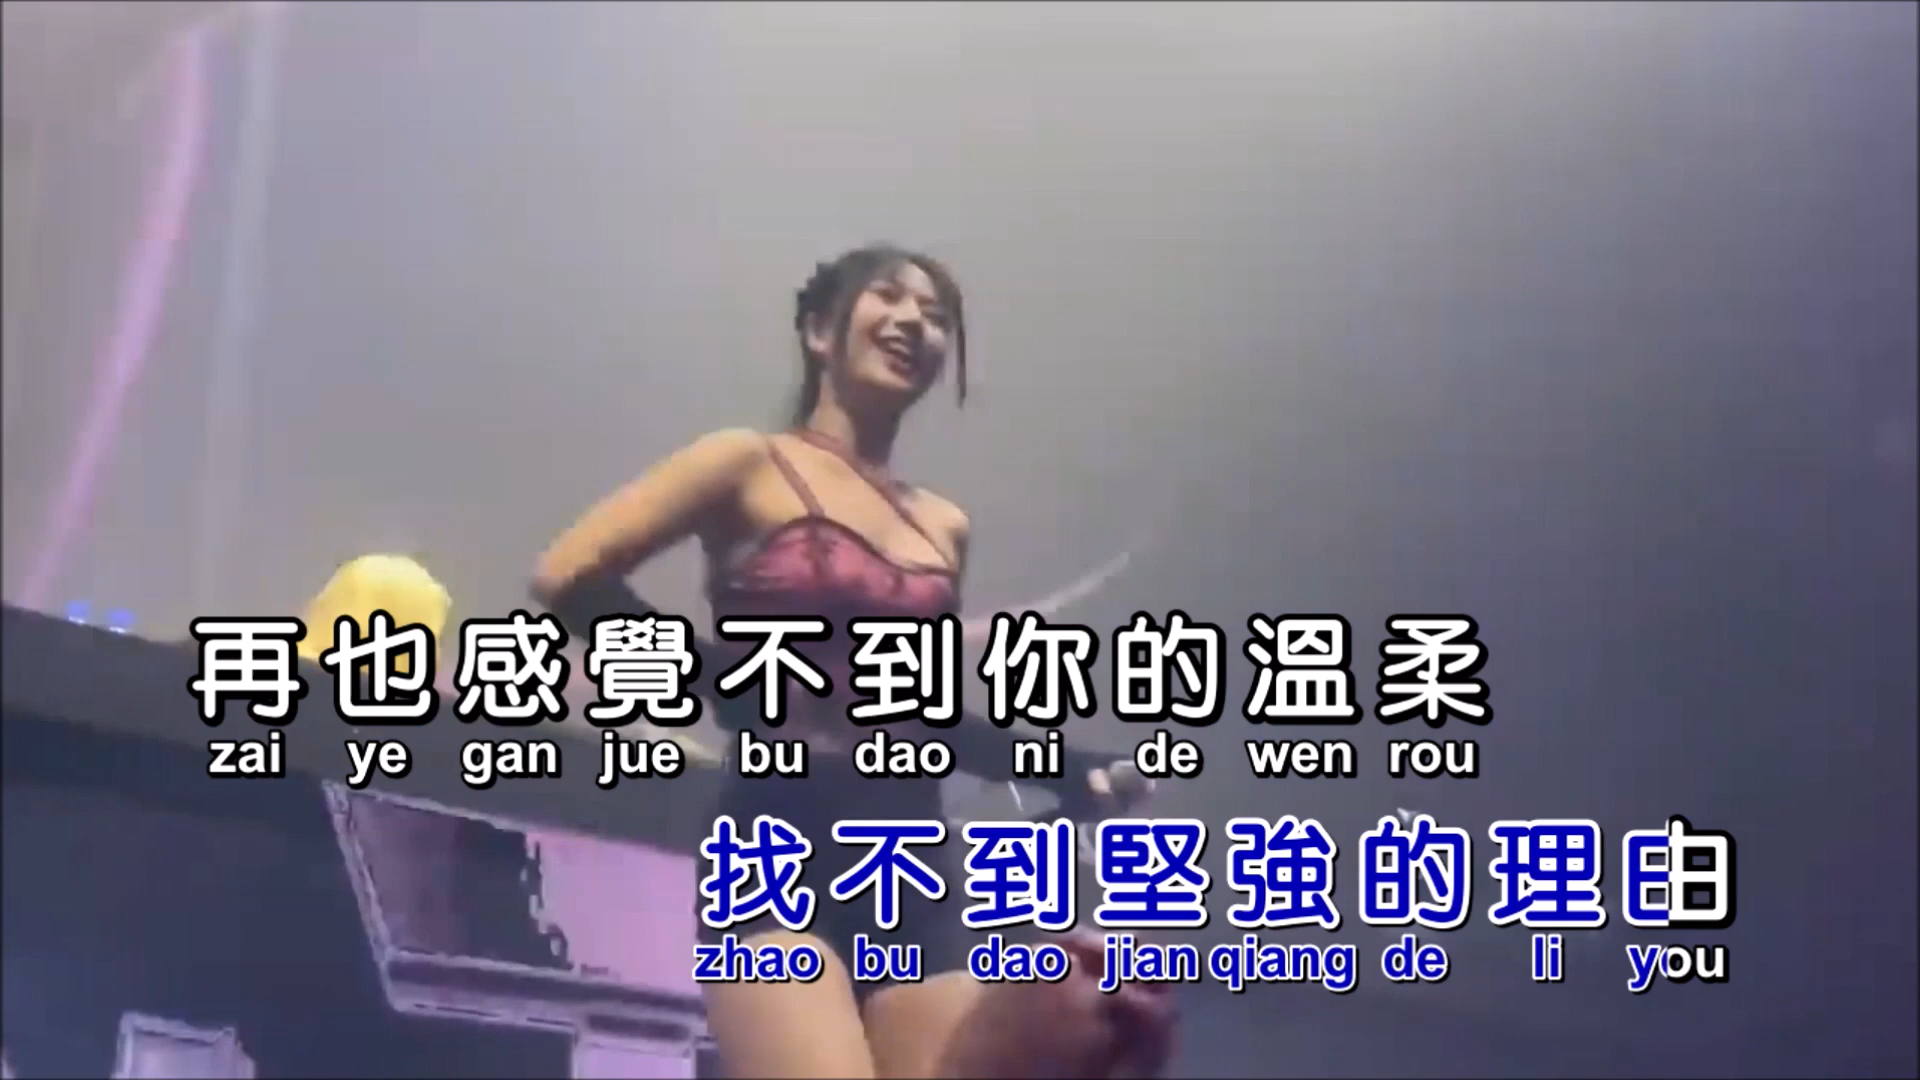 再也感覺不到你的溫柔
zai ye gan jue bu dao ni de wen rou
找不到堅強的理由
zhao bu dao jian qiang de li you